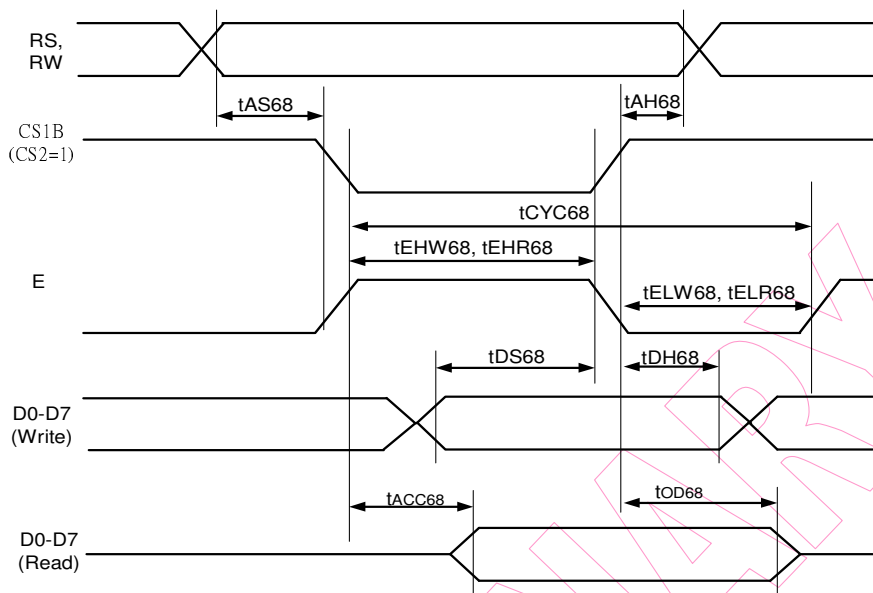 RS,
RW
tAS68
tAH68
CS1B
(CS2=1)
tCYC68
tEHW68, tEHR68
E
tELW68, tELR68
tDS68
tDH68
D0-D7
(Write)
tACC68
tOD68
D0-D7
(Read)